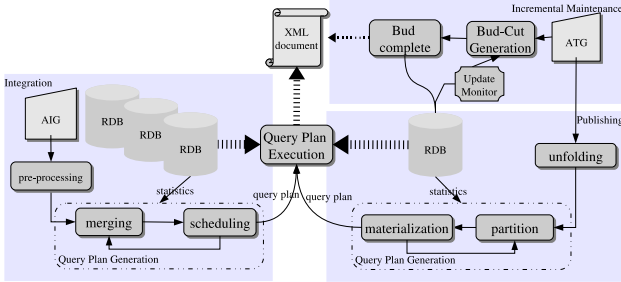 Incremental Maintenance
XML
document
Bud
complete
Bud-Cut
Generation
ATG
Update
Monitor
Integration
AIG
RDB
RDB
RDB
Query Plan
Execution
RDB
Publishing
unfolding
pre-processing
statistics
query plan
query plan
statistics
merging
scheduling
materialization
partition
Query Plan Generation
Query Plan Generation